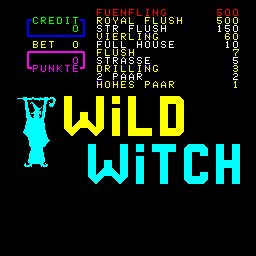 FUENFLING 500
CREDIT ROYAL FLUSH 500
0 STR FLUSH 150
VIERLING 60
BET 0 FULL HOUSE 10
FLUSH 7
0 STRASSE 5
PUNKTE DRILLING 3
2 PAAR 2
HOHES PAAR 1
WiLD
WiTCH